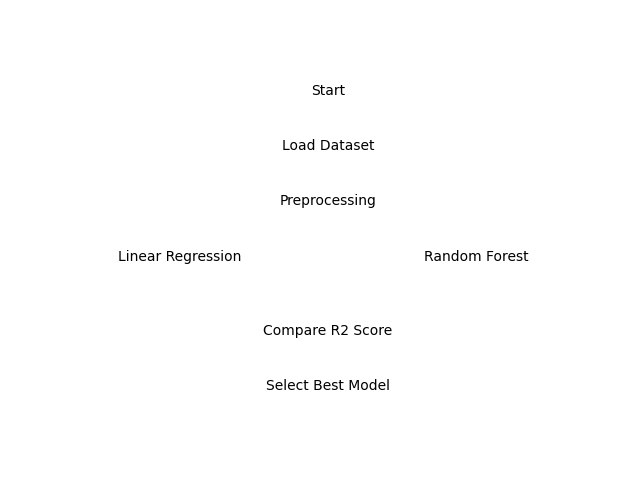 Start
Load Dataset
Preprocessing
Linear Regression
Random Forest
Compare R2 Score
Select Best Model